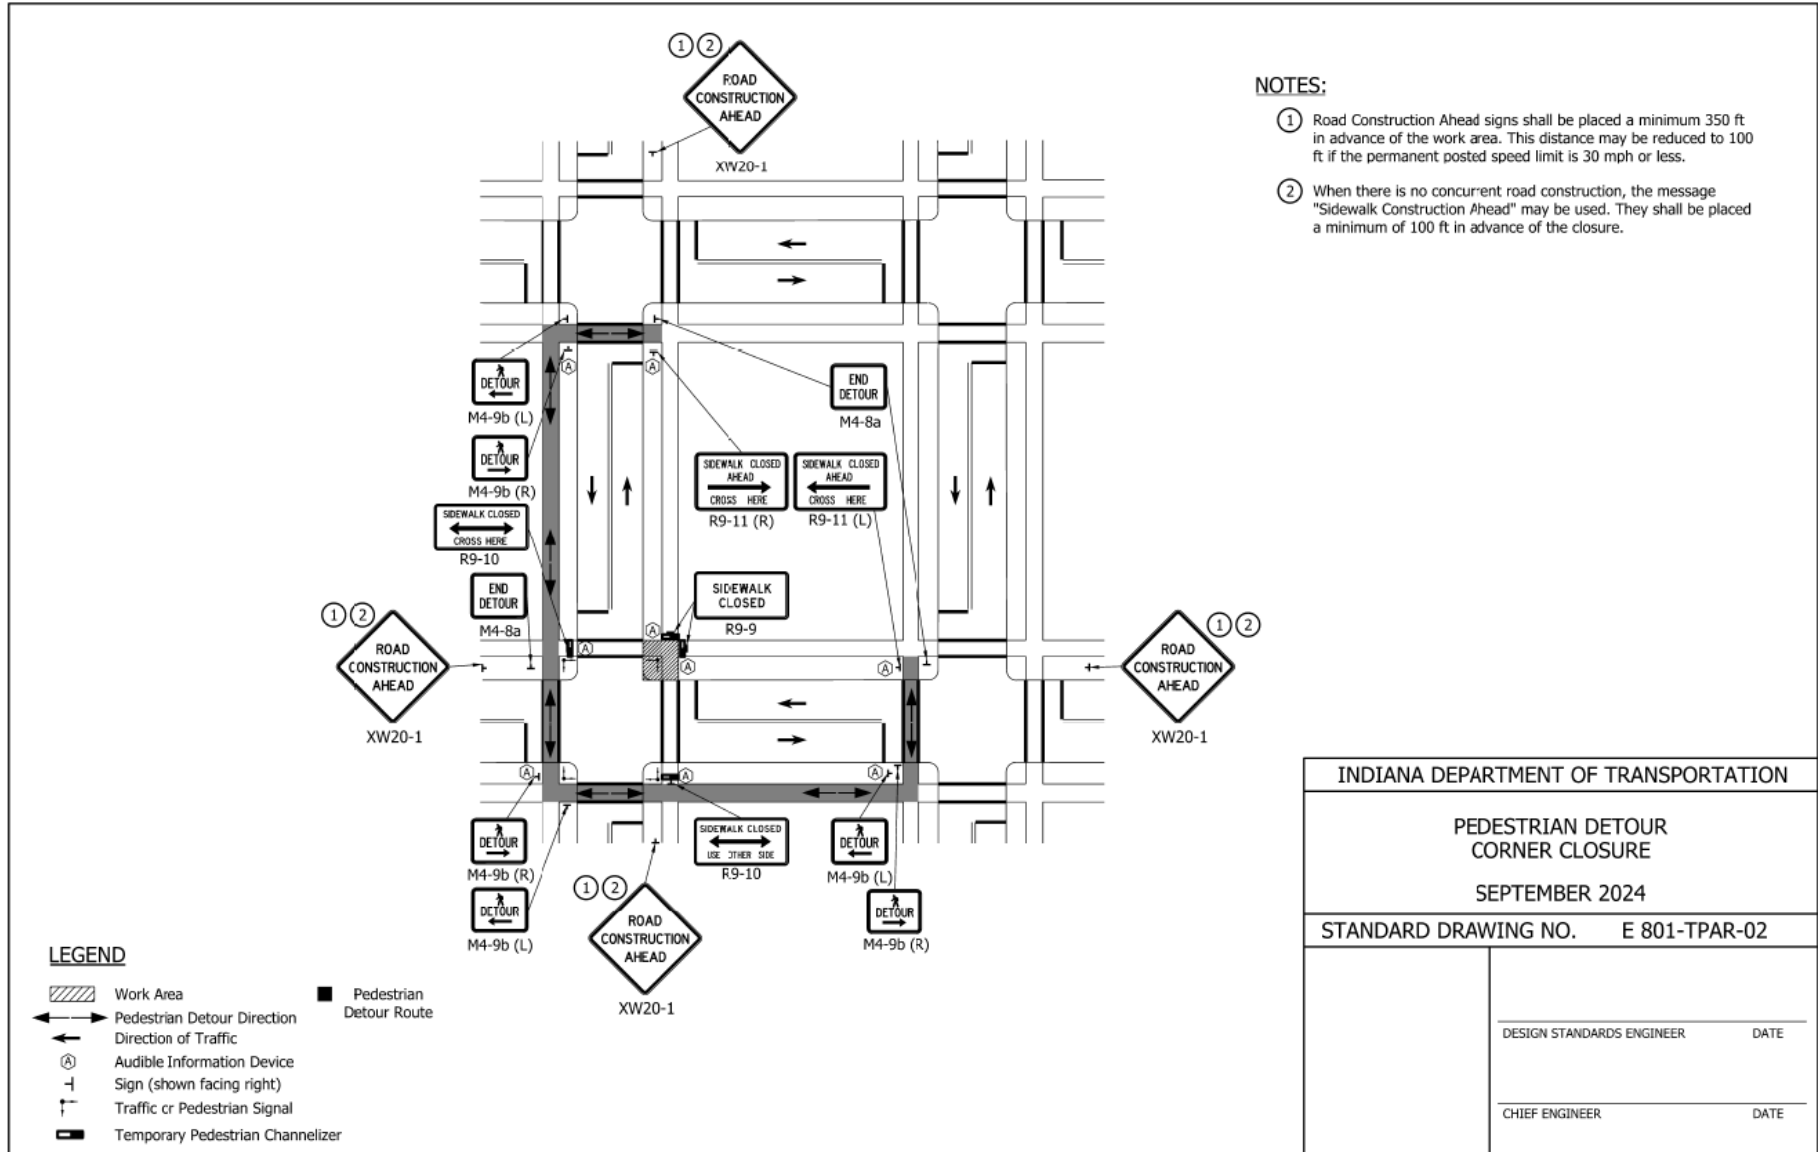 1 2
ROAD
CONSTRUCTION
AHEAD
XW20-1
NOTES:
1 Road Construction Ahead signs shall be placed a minimum 350 ft
in advance of the work area. This distance may be reduced to 100
ft if the permanent posted speed limit is 30 mph or less.
2 When there is no concurrent road construction, the message
"Sidewalk Construction Ahead" may be used. They shall be placed
a minimum of 100 ft in advance of the closure.
DETOUR
M4-9b (L)
A
A
END
DETOUR
M4-8a
DETOUR
M4-9b (R)
SIDEWALK CLOSED
AHEAD
CROSS HERE
R9-11 (R)
SIDEWALK CLOSED
AHEAD
CROSS HERE
R9-11 (L)
SIDEWALK CLOSED
CROSS HERE
R9-10
END
DETOUR
M4-8a
SIDEWALK
CLOSED
R9-9
A
A
A
A
1 2
ROAD
CONSTRUCTION
AHEAD
XW20-1
1 2
ROAD
CONSTRUCTION
AHEAD
XW20-1
A
A
A
DETOUR
M4-9b (R)
SIDEWALK CLOSED
USE OTHER SIDE
R9-10
DETOUR
M4-9b (L)
DETOUR
M4-9b (L)
DETOUR
M4-9b (R)
1 2
ROAD
CONSTRUCTION
AHEAD
XW20-1
LEGEND
Work Area
Pedestrian Detour Direction
Direction of Traffic
A Audible Information Device
Sign (shown facing right)
Traffic or Pedestrian Signal
Temporary Pedestrian Channelizer
Pedestrian
Detour Route
INDIANA DEPARTMENT OF TRANSPORTATION
PEDESTRIAN DETOUR
CORNER CLOSURE
SEPTEMBER 2024
STANDARD DRAWING NO. E 801-TPAR-02
DESIGN STANDARDS ENGINEER DATE
CHIEF ENGINEER DATE